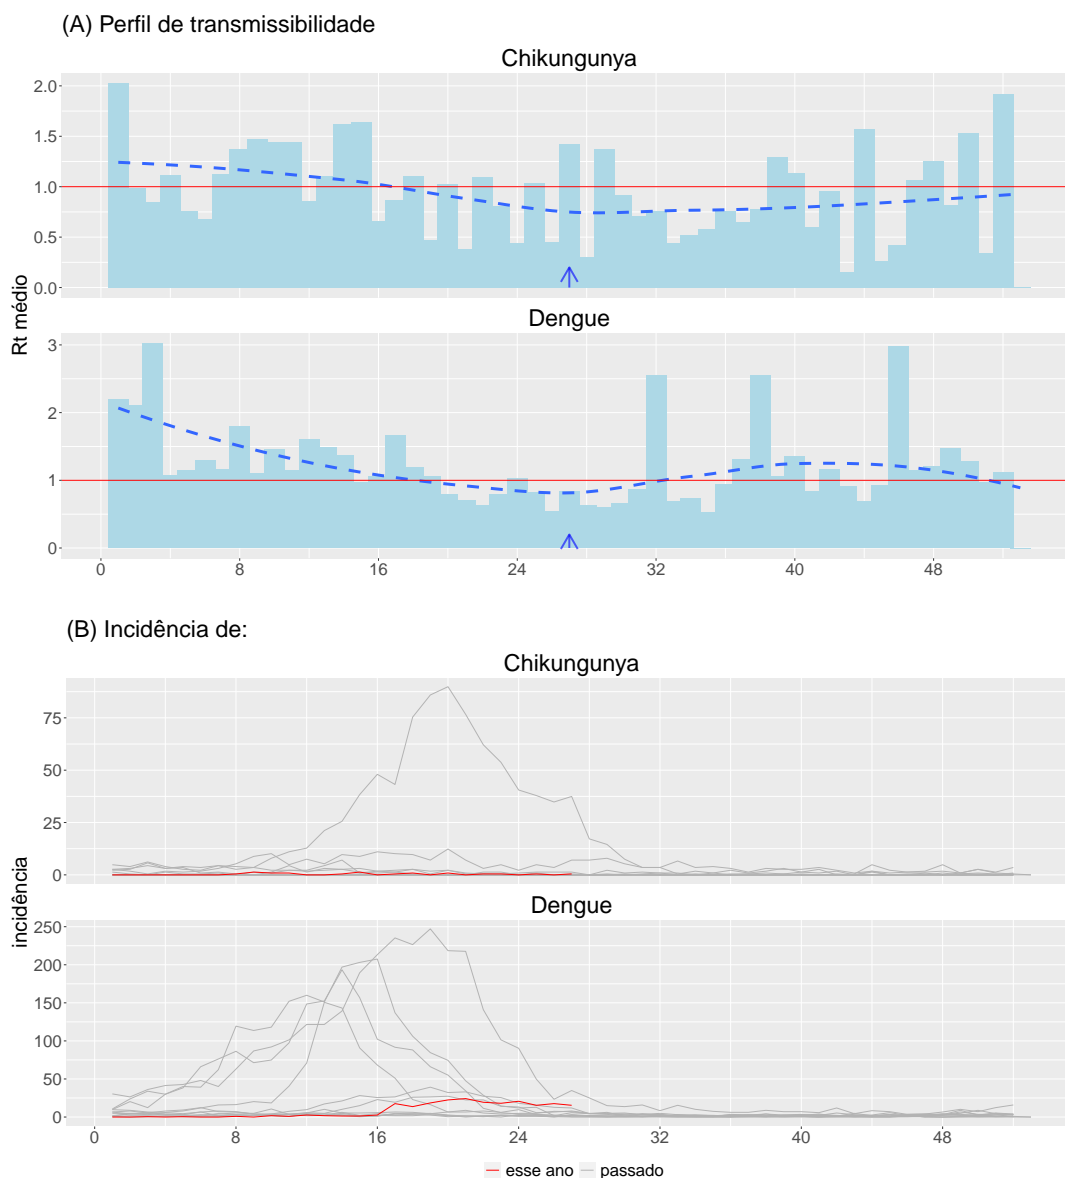 (A) Perfil de transmissibilidade
Chikungunya
2.0
1.5
1.0
0.5
0.0
Dengue
3
2
1
0
Rt médio
0 8 16 24 32 40 48
(B) Incidência de:
Chikungunya
75
50
25
0
Dengue
250
200
150
100
50
0
incidência
0 8 16 24 32 40 48
esse ano passado